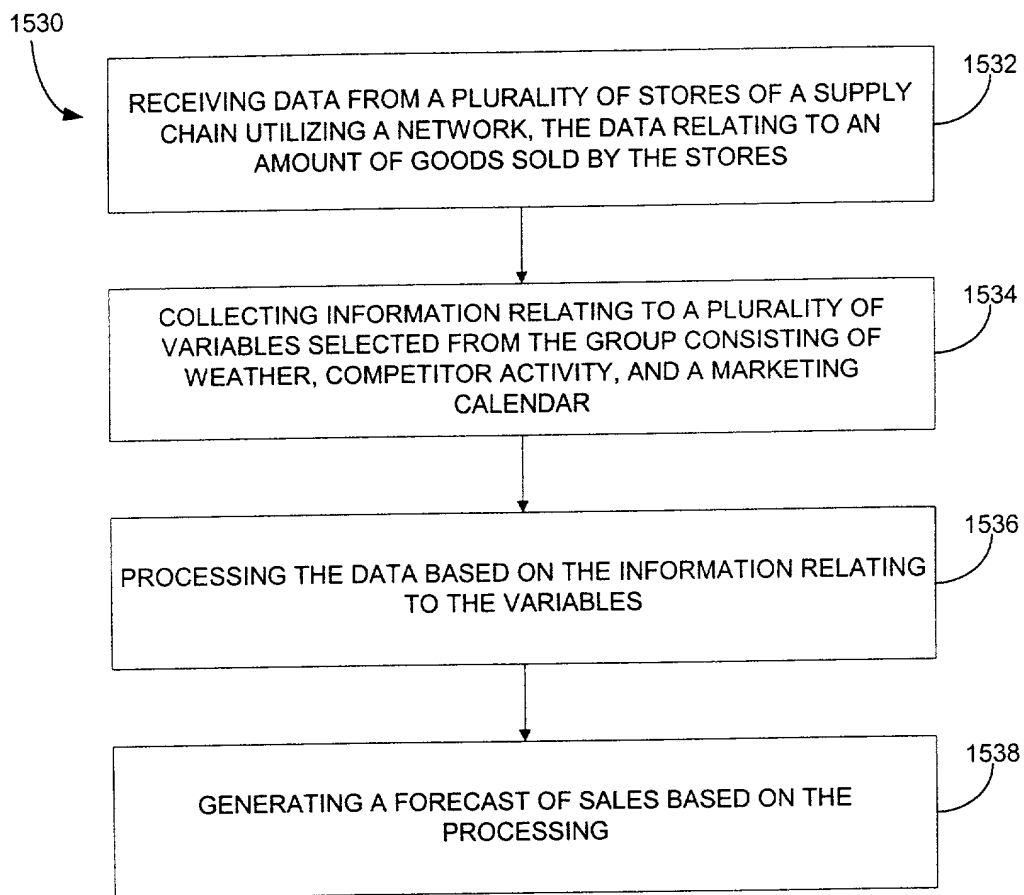 1530
1532
RECEIVING DATA FROM A PLURALITY OF STORES OF A SUPPLY
CHAIN UTILIZING A NETWORK, THE DATA RELATING TO AN
AMOUNT OF GOODS SOLD BY THE STORES
1534
COLLECTING INFORMATION RELATING TO A PLURALITY OF
VARIABLES SELECTED FROM THE GROUP CONSISTING OF
WEATHER, COMPETITOR ACTIVITY, AND A MARKETING
CALENDAR
1536
PROCESSING THE DATA BASED ON THE INFORMATION RELATING
TO THE VARIABLES
1538
GENERATING A FORECAST OF SALES BASED ON THE
PROCESSING